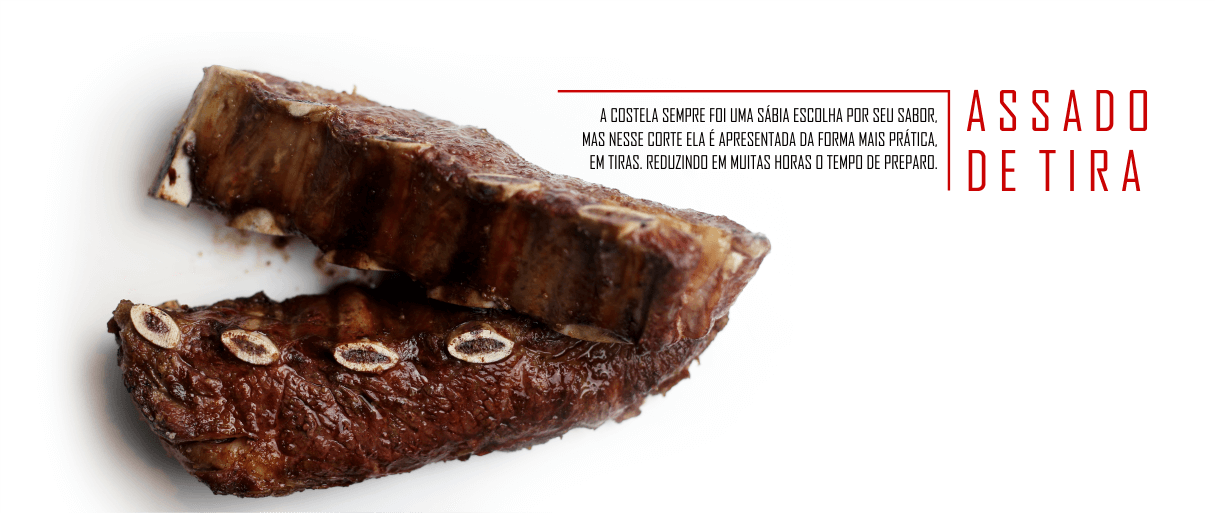 A COSTELA SEMPRE FOI UMA SÁBIA ESCOLHA POR SEU SABOR,
MAS NESSE CORTE ELA É APRESENTADA DA FORMA MAIS PRÁTICA,
EM TIRAS. REDUZINDO EM MUITAS HORAS O TEMPO DE PREPARO.
ASSADO
DE TIRA